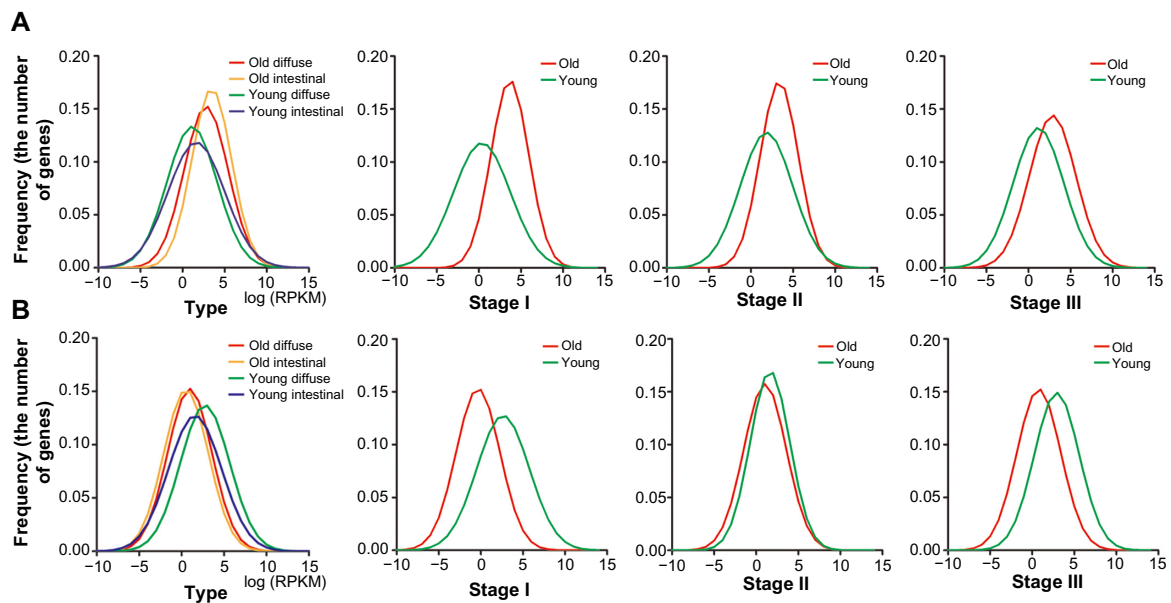 A
Frequency (the number
of genes)
0.20
0.15
0.10
0.05
0.00
Old diffuse
Old intestinal
Young diffuse
Young intestinal
−10 −5 0 5 10 15
log (RPKM)
Type
0.20
0.15
0.10
0.05
0.00
Old
Young
−10 −5 0 5 10 15
Stage I
0.20
0.15
0.10
0.05
0.00
Old
Young
−10 −5 0 5 10 15
Stage II
0.20
0.15
0.10
0.05
0.00
Old
Young
−10 −5 0 5 10 15
Stage III
B
Frequency (the number
of genes)
0.20
0.15
0.10
0.05
0.00
Old diffuse
Old intestinal
Young diffuse
Young intestinal
−10 −5 0 5 10 15
log (RPKM)
Type
0.20
0.15
0.10
0.05
0.00
Old
Young
−10 −5 0 5 10 15
Stage I
0.20
0.15
0.10
0.05
0.00
Old
Young
−10 −5 0 5 10 15
Stage II
0.20
0.15
0.10
0.05
0.00
Old
Young
−10 −5 0 5 10 15
Stage III